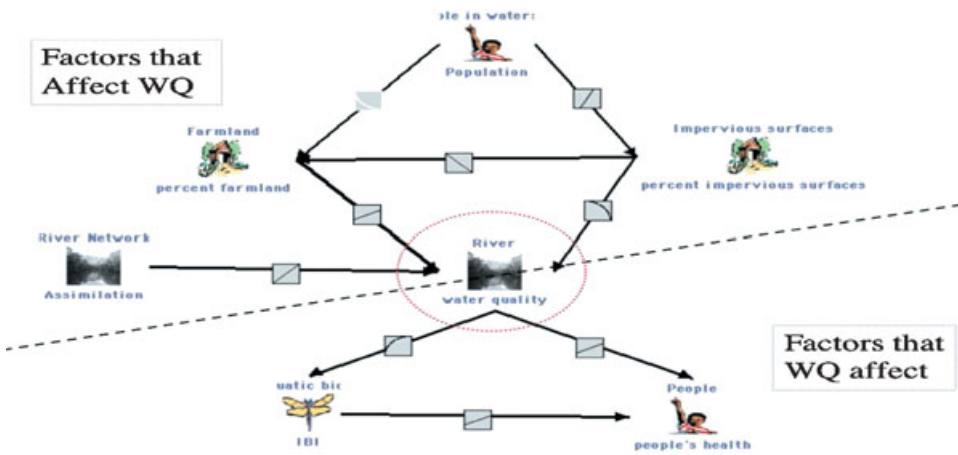 Factors that
Affect WQ
le in water:
Population
Farmland
percent farmland
Impervious surfaces
percent impervious surfaces
River Network
Assimilation
River
water quality
Factors that
WQ affect
uatic bio
IBI
People
people's health